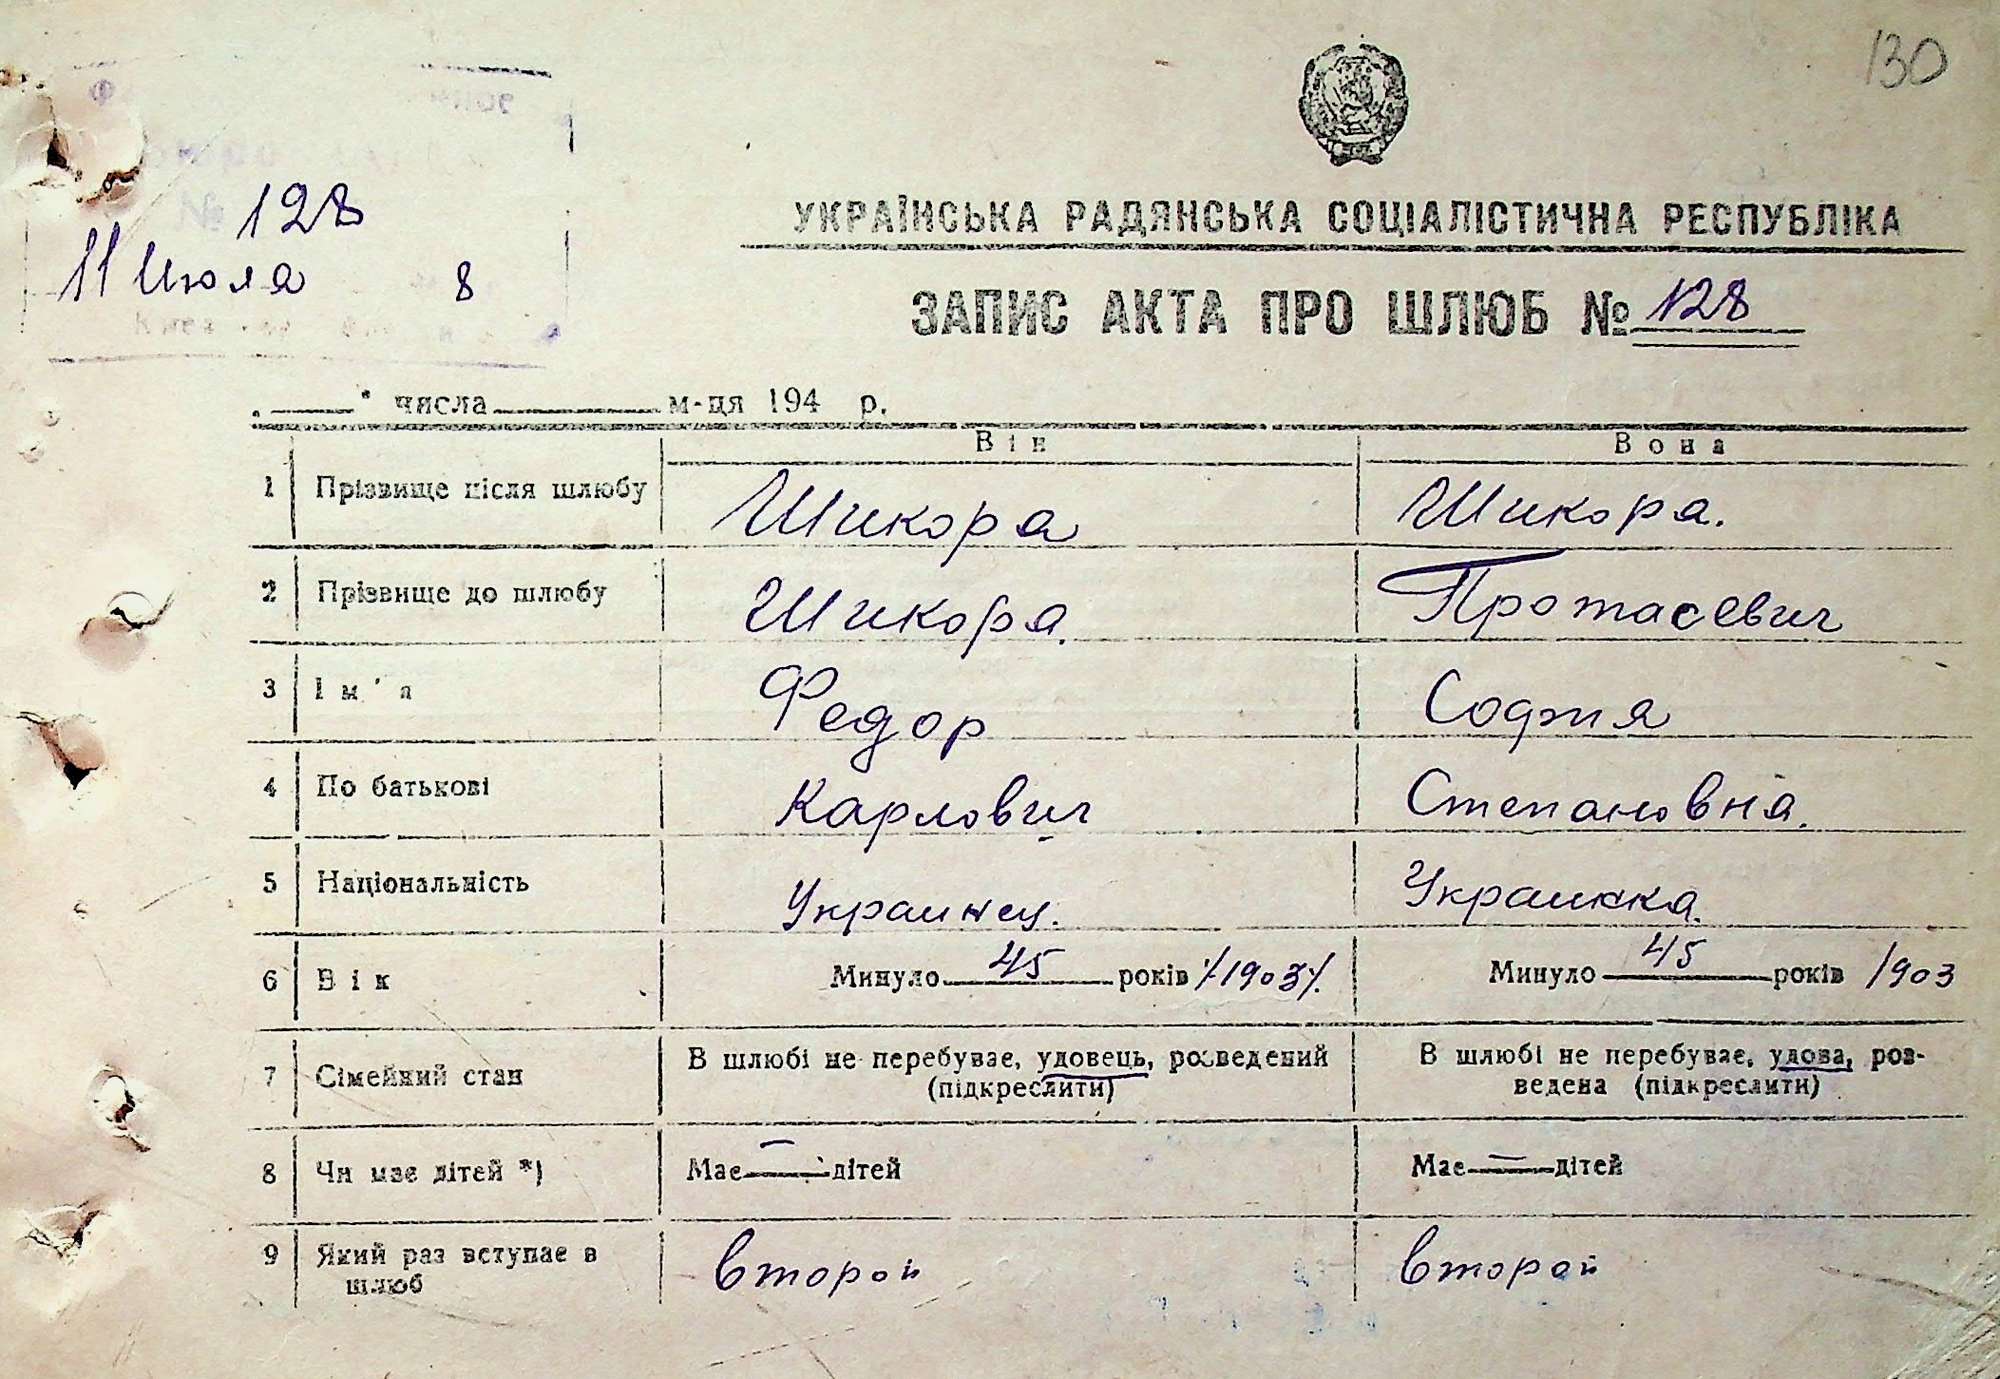 130
№ 128
11 Июля 8
УКРАЇНСЬКА РАДЯНСЬКА СОЦІАЛІСТИЧНА РЕСПУБЛІКА
ЗАПИС АКТА ПРО ШЛЮБ № 128
„ " числа м-ця 194 р.
Він Вона
1 Прізвище після шлюбу Шикора Шикора.
2 Прізвище до шлюбу Шикора. Протасевич
3 Ім'я Федор София
4 По батькові Карлович Степановна.
5 Національність Украинец. Украинка.
6 Вік Минуло 45 років /1903/. Минуло 45 років 1903
7 Сімейний стан В шлюбі не перебуває, удовець, розведений (підкреслити) В шлюбі не перебуває, удова, роз-
ведена (підкреслити)
8 Чи має дітей *) Має — дітей Має — дітей
9 Який раз вступає в шлюб второй второй